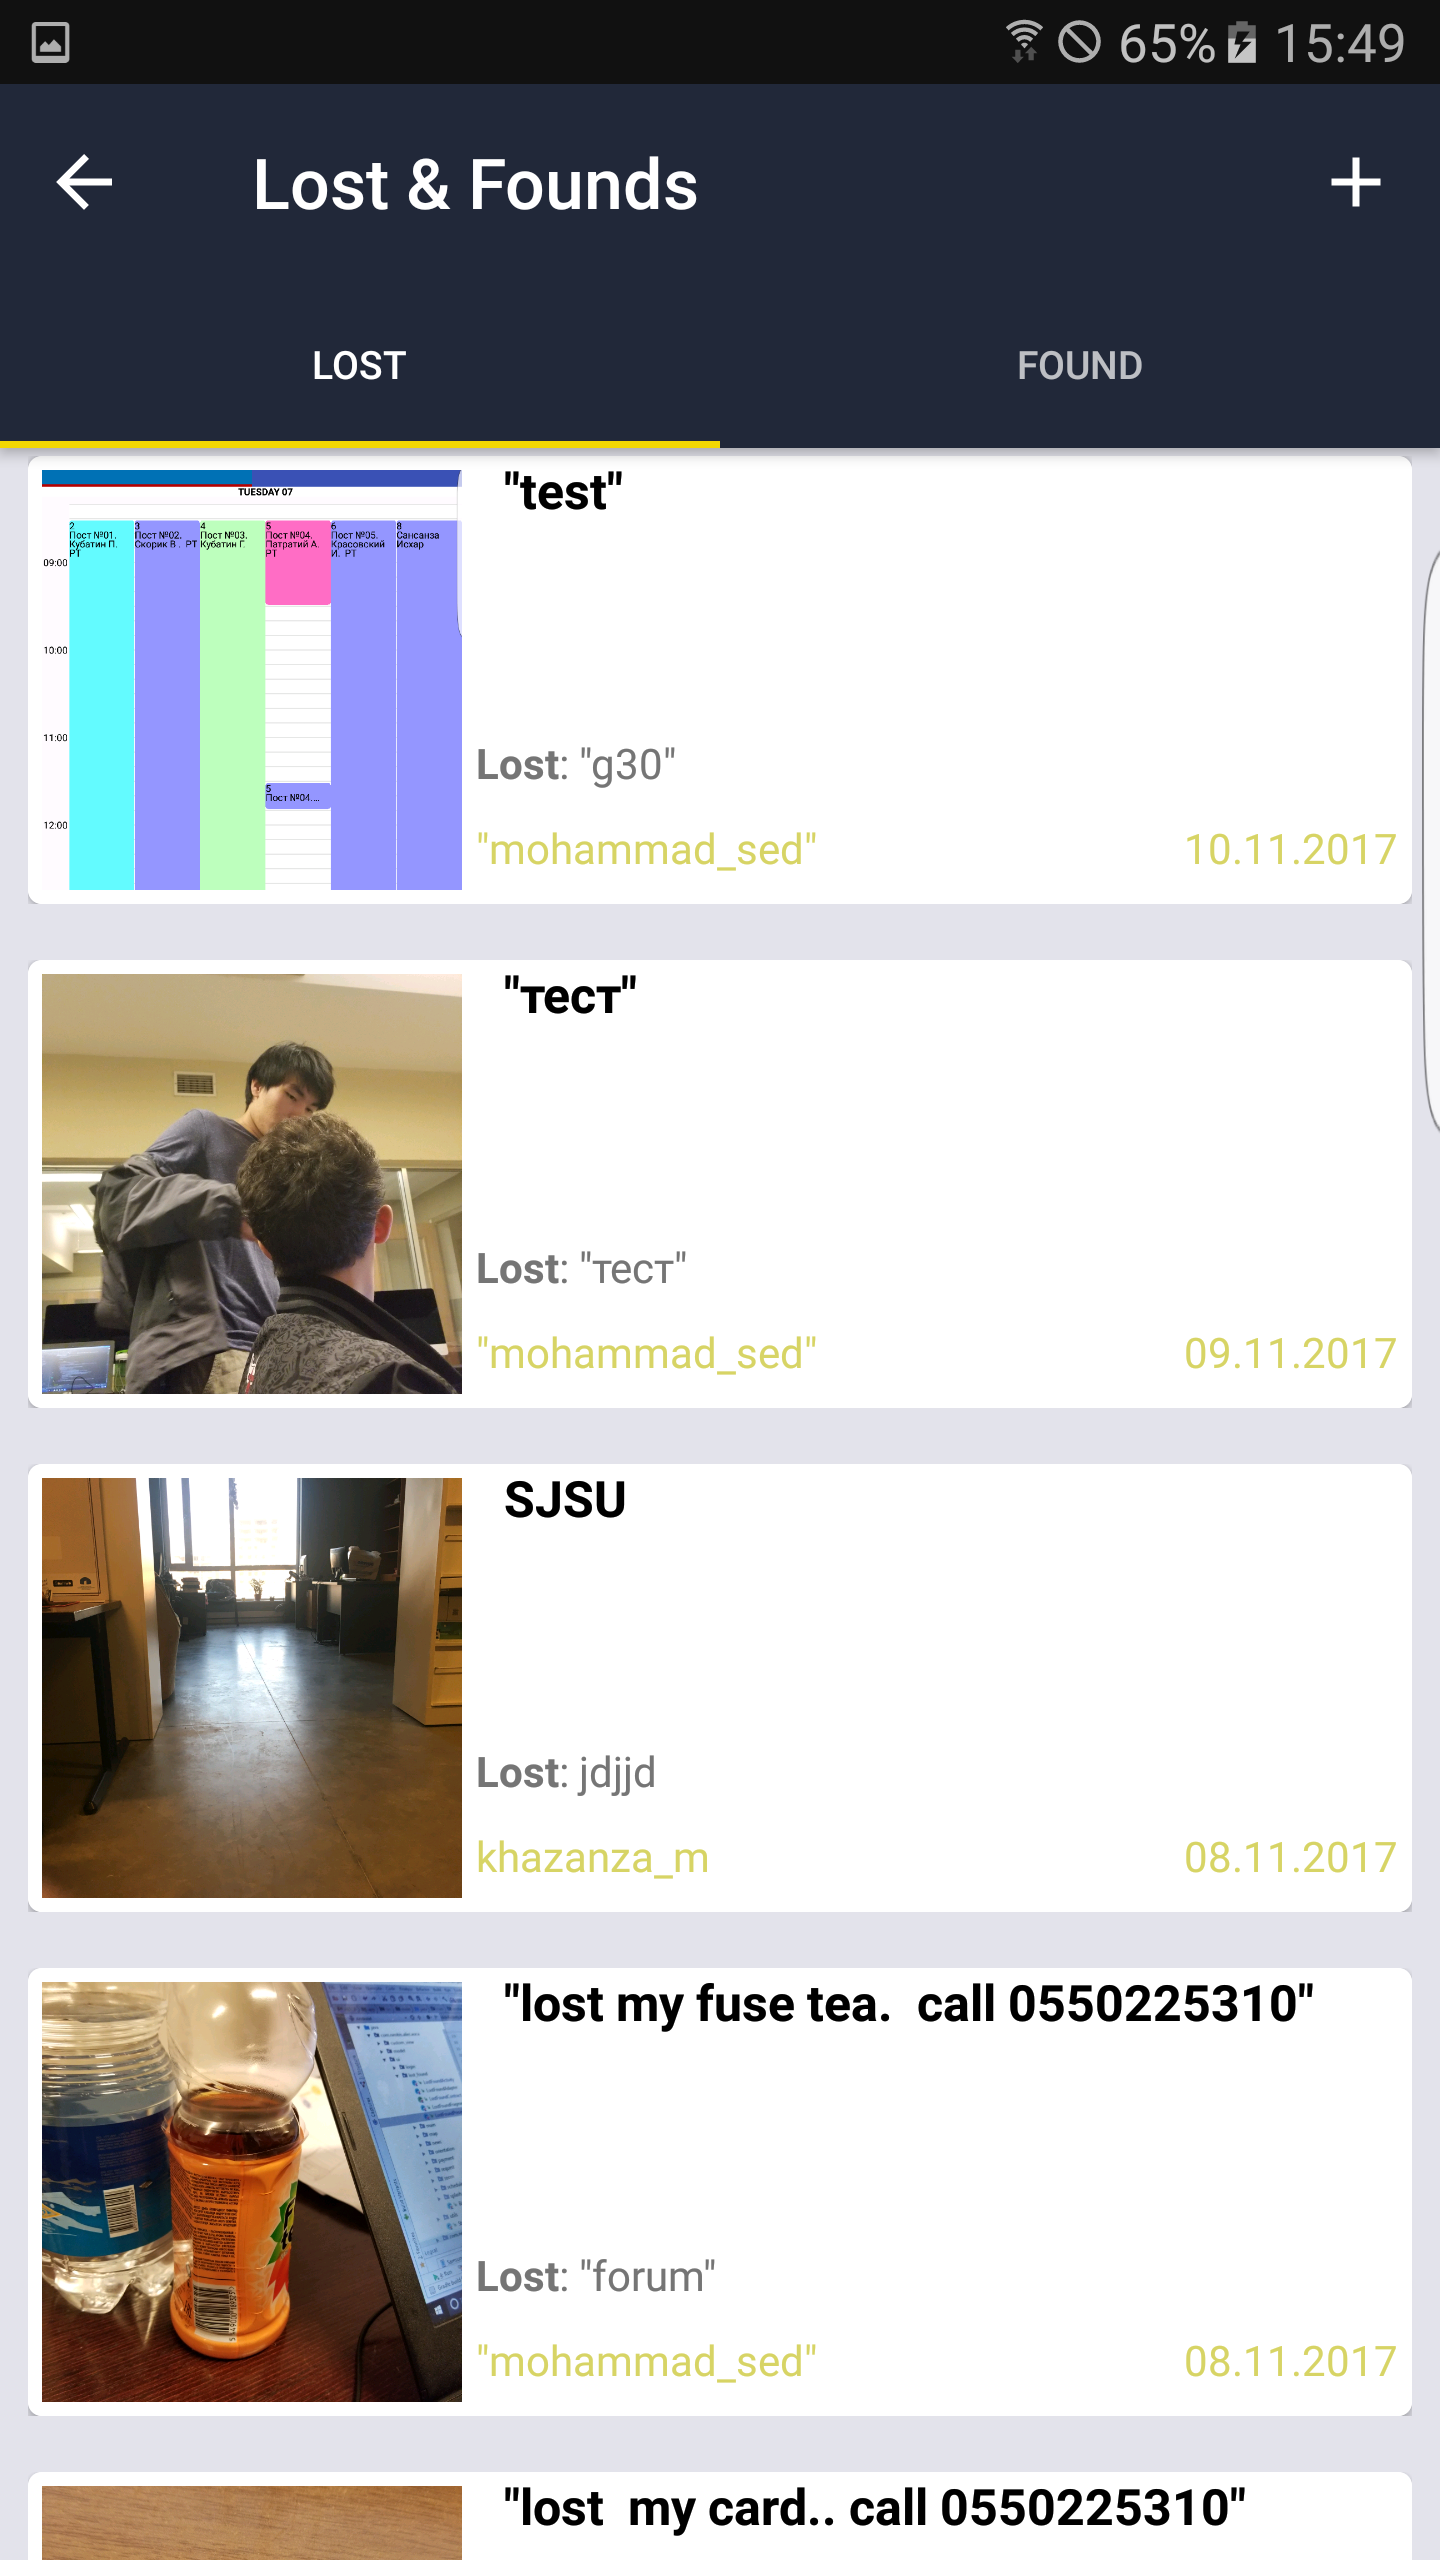 65% 15:49
Lost & Founds
LOST
FOUND
"test"
TUESDAY 07
2
Пост №01.
Кубатин П.
РТ
3
Пост №02.
Скорик В . РТ
4
Пост №03.
Кубатин Г.
5
Пост №04.
Патратий А.
РТ
6
Пост №05.
Красовский
И. РТ
8
Сансанза
Исхар
09:00
10:00
11:00
5
Пост №04....
12:00
Lost: "g30"
"mohammad_sed" 10.11.2017
"тест"
Lost: "тест"
"mohammad_sed" 09.11.2017
SJSU
Lost: jdjjd
khazanza_m 08.11.2017
"lost my fuse tea.  call 0550225310"
Lost: "forum"
"mohammad_sed" 08.11.2017
"lost  my card.. call 0550225310"